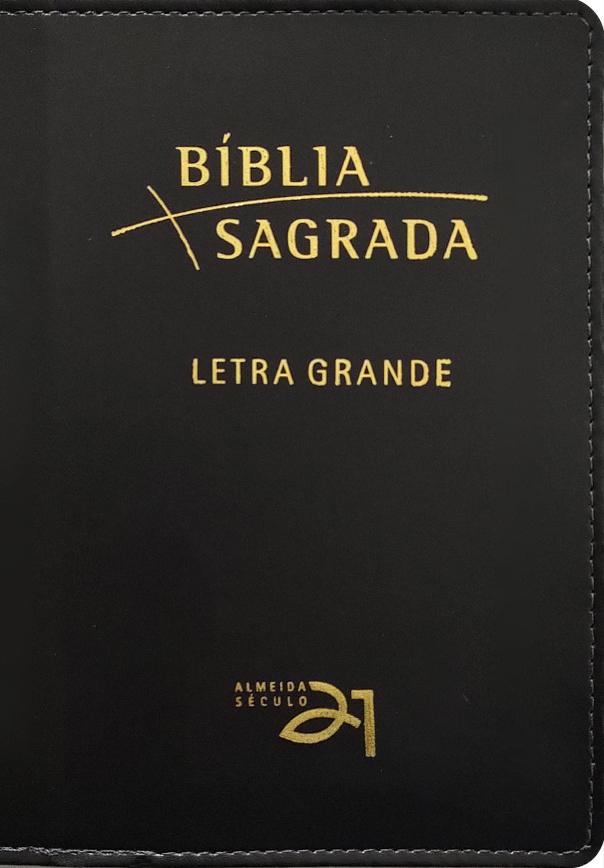 BÍBLIA
SAGRADA
LETRA GRANDE
ALMEIDA
SÉCULO 21